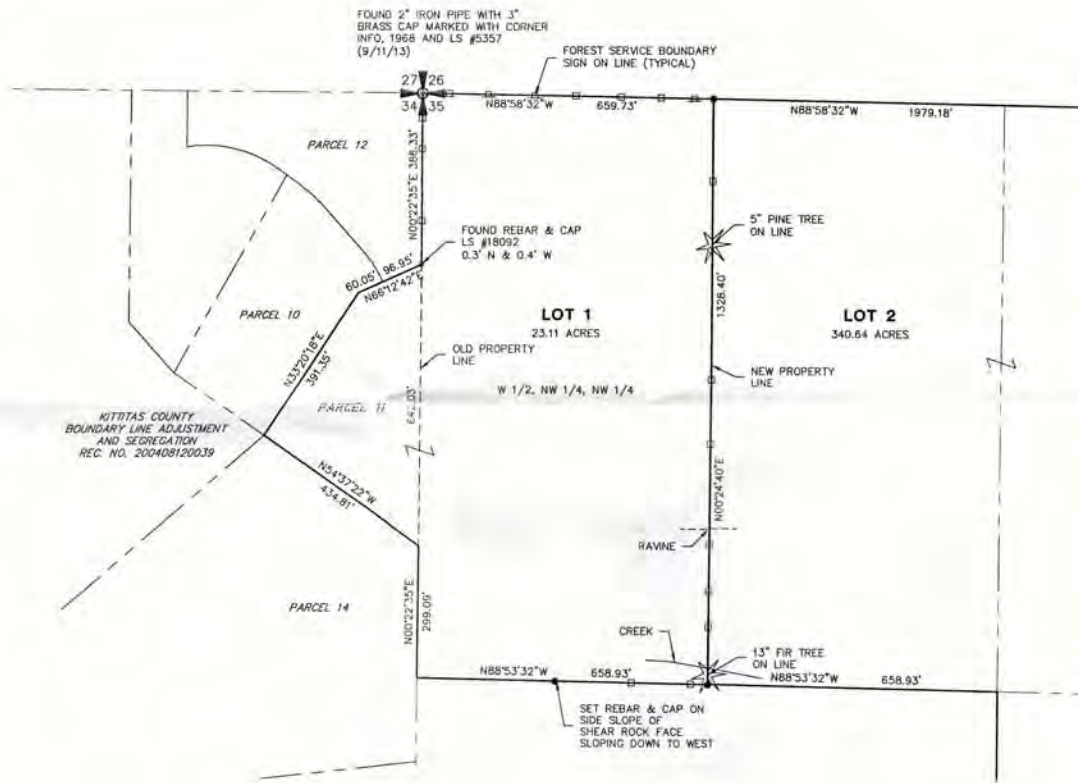 FOUND 2" IRON PIPE WITH 3"
BRASS CAP MARKED WITH CORNER
INFO, 1968 AND LS #5357
(9/11/13)
FOREST SERVICE BOUNDARY
SIGN ON LINE (TYPICAL)
27 26
34 35
N88°58'32"W 659.73'
N88°58'32"W 1979.18'
PARCEL 12
N00°22'35"E 388.33'
FOUND REBAR & CAP
LS #18092
0.3' N & 0.4' W
5" PINE TREE
ON LINE
60.05' 96.95'
N66°12'42"E
1328.40'
PARCEL 10
LOT 1
23.11 ACRES
LOT 2
340.64 ACRES
N33°20'18"E
391.35'
OLD PROPERTY
LINE
NEW PROPERTY
LINE
W 1/2, NW 1/4, NW 1/4
PARCEL 11
642.03'
KITTITAS COUNTY
BOUNDARY LINE ADJUSTMENT
AND SEGREGATION
REC. NO. 200408120039
N54°37'22"W
434.81'
N00°24'40"E
RAVINE
PARCEL 14
N00°22'35"E
299.09'
CREEK
13" FIR TREE
ON LINE
N88°53'32"W 658.93'
N88°53'32"W 658.93'
SET REBAR & CAP ON
SIDE SLOPE OF
SHEAR ROCK FACE
SLOPING DOWN TO WEST